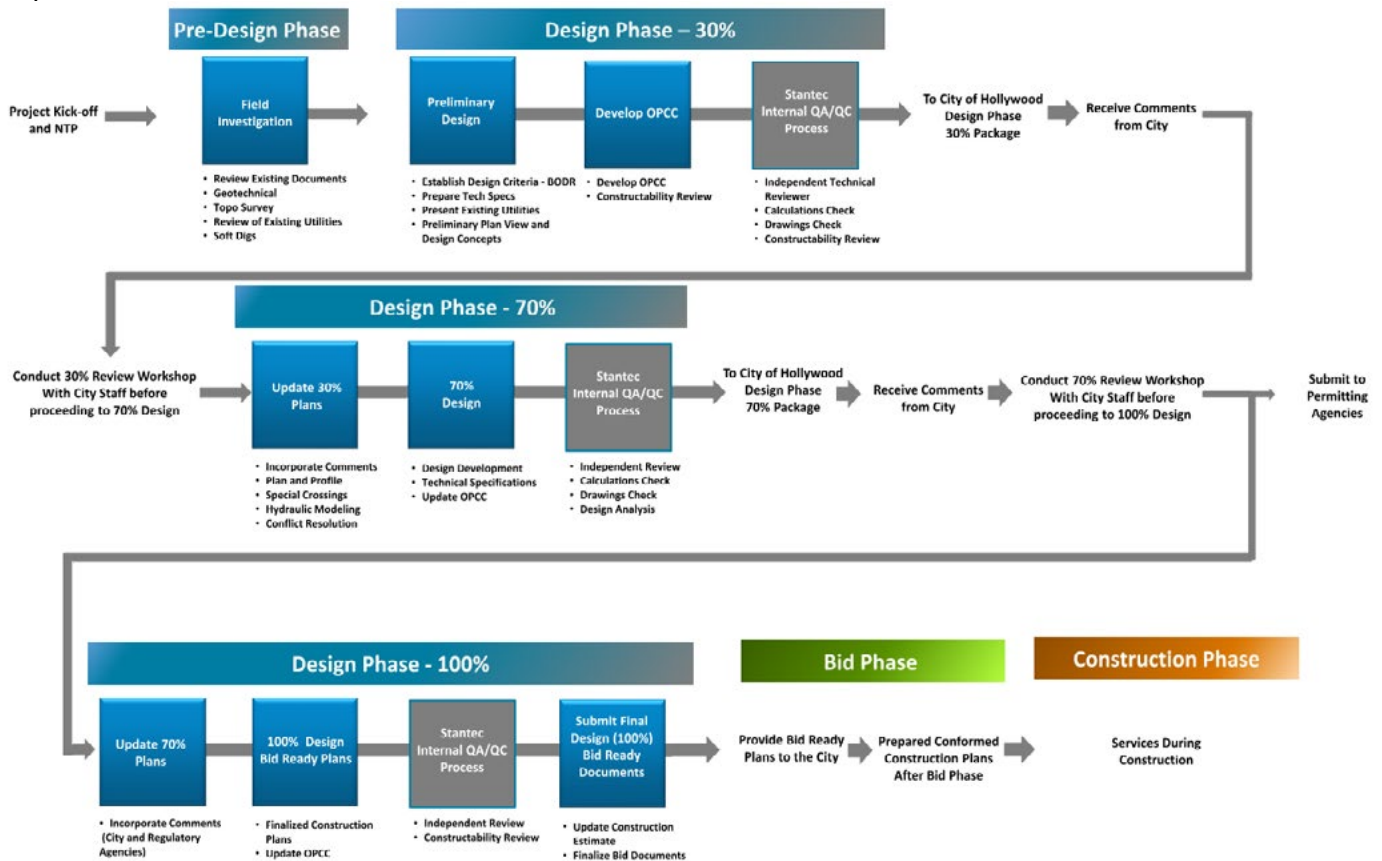 Pre-Design Phase
Design Phase – 30%
Project Kick-off
and NTP
Field
Investigation
Preliminary
Design
Develop OPCC
Stantec
Internal QA/QC
Process
To City of Hollywood
Design Phase
30% Package
Receive Comments
from City
• Review Existing Documents
• Geotechnical
• Topo Survey
• Review of Existing Utilities
• Soft Digs
• Establish Design Criteria - BODR
• Prepare Tech Specs
• Present Existing Utilities
• Preliminary Plan View and
Design Concepts
• Develop OPCC
• Constructability Review
• Independent Technical
Reviewer
• Calculations Check
• Drawings Check
• Constructability Review
Design Phase - 70%
Conduct 30% Review Workshop
With City Staff before
proceeding to 70% Design
Update 30%
Plans
70%
Design
Stantec
Internal QA/QC
Process
To City of Hollywood
Design Phase
70% Package
Receive Comments
from City
Conduct 70% Review Workshop
With City Staff before
proceeding to 100% Design
Submit to
Permitting
Agencies
• Incorporate Comments
• Plan and Profile
• Special Crossings
• Hydraulic Modeling
• Conflict Resolution
• Design Development
• Technical Specifications
• Update OPCC
• Independent Review
• Calculations Check
• Drawings Check
• Design Analysis
Design Phase - 100%
Bid Phase
Construction Phase
Update 70%
Plans
100% Design
Bid Ready Plans
Stantec
Internal QA/QC
Process
Submit Final
Design (100%)
Bid Ready
Documents
Provide Bid Ready
Plans to the City
Prepared Conformed
Construction Plans
After Bid Phase
Services During
Construction
• Incorporate Comments
(City and Regulatory
Agencies)
• Finalized Construction
Plans
• Update OPCC
• Independent Review
• Constructability Review
• Update Construction
Estimate
• Finalize Bid Documents